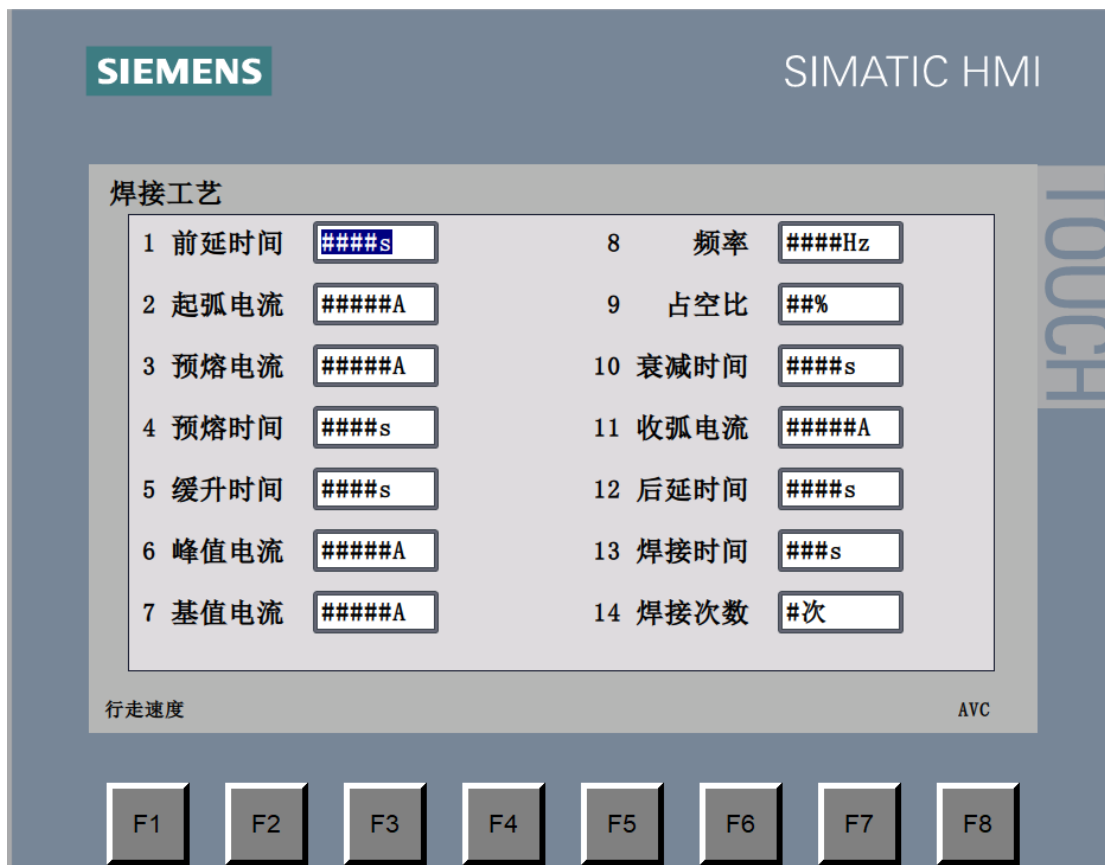 SIEMENS
SIMATIC HMI
TOUCH
焊接工艺
1 前延时间 ####s 8 频率 ####Hz
2 起弧电流 #####A 9 占空比 ##%
3 预熔电流 #####A 10 衰减时间 ####s
4 预熔时间 ####s 11 收弧电流 #####A
5 缓升时间 ####s 12 后延时间 ####s
6 峰值电流 #####A 13 焊接时间 ###s
7 基值电流 #####A 14 焊接次数 #次
行走速度 AVC
F1 F2 F3 F4 F5 F6 F7 F8